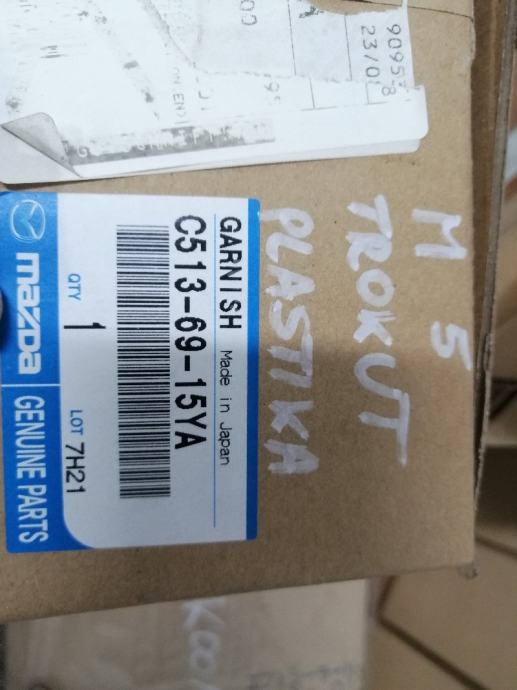 M 5
TROKUT
PLASTIKA
GARNISH Made in Japan
C513-69-15YA
QTY 1 LOT 7H21
mazda GENUINE PARTS